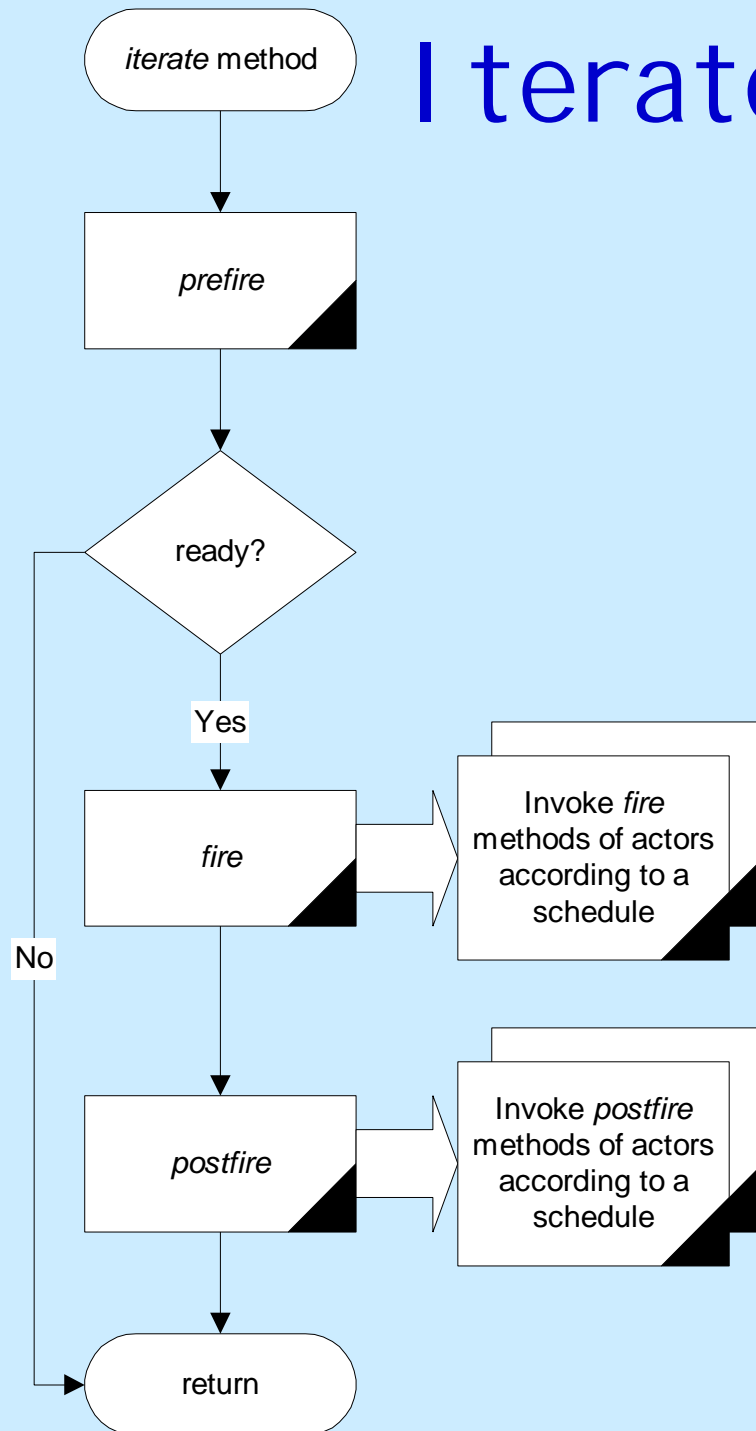 iterate method
I terate
prefire
ready?
Yes
fire
Invoke fire
methods of actors
according to a
schedule
No
postfire
Invoke postfire
methods of actors
according to a
schedule
return